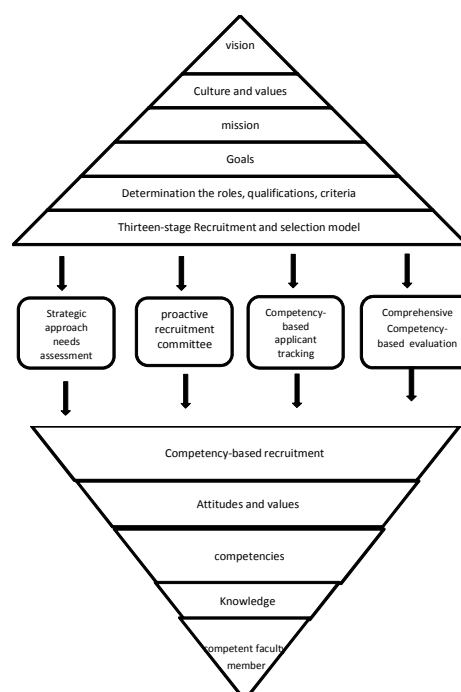 vision
Culture and values
mission
Goals
Determination the roles, qualifications, criteria
Thirteen-stage Recruitment and selection model
Strategic
approach
needs
assessment
proactive
recruitment
committee
Competency-
based
applicant
tracking
Comprehensive
Competency-
based evaluation
Competency-based recruitment
Attitudes and values
competencies
Knowledge
competent faculty
member